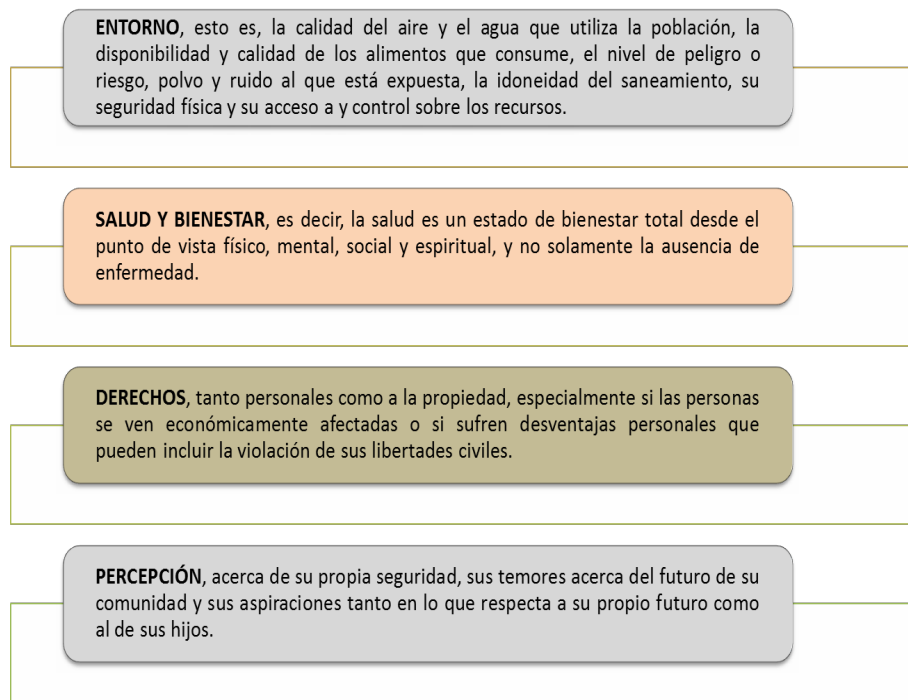 ENTORNO, esto es, la calidad del aire y el agua que utiliza la población, la
disponibilidad y calidad de los alimentos que consume, el nivel de peligro o
riesgo, polvo y ruido al que está expuesta, la idoneidad del saneamiento, su
seguridad física y su acceso a y control sobre los recursos.
SALUD Y BIENESTAR, es decir, la salud es un estado de bienestar total desde el
punto de vista físico, mental, social y espiritual, y no solamente la ausencia de
enfermedad.
DERECHOS, tanto personales como a la propiedad, especialmente si las personas
se ven económicamente afectadas o si sufren desventajas personales que
pueden incluir la violación de sus libertades civiles.
PERCEPCIÓN, acerca de su propia seguridad, sus temores acerca del futuro de su
comunidad y sus aspiraciones tanto en lo que respecta a su propio futuro como
al de sus hijos.